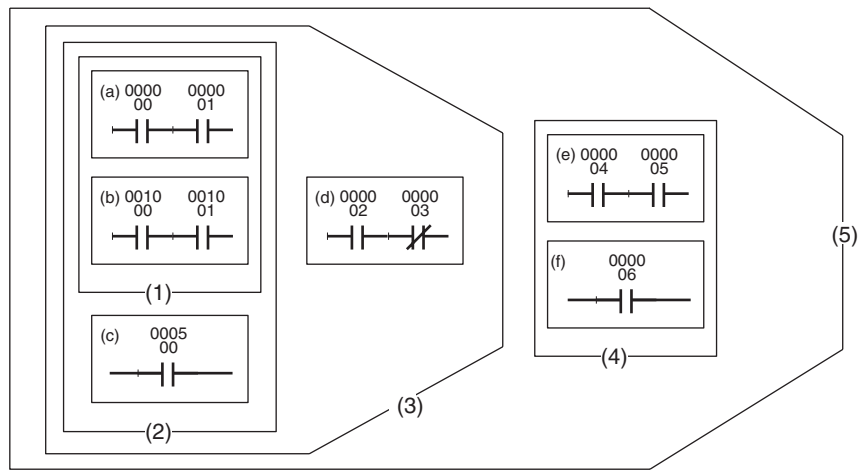 (a) 0000 0000
00 01
(b) 0010 0010
00 01
(1)
(c) 0005
00
(2)
(d) 0000 0000
02 03
(3)
(e) 0000 0000
04 05
(f) 0000
06
(4)
(5)